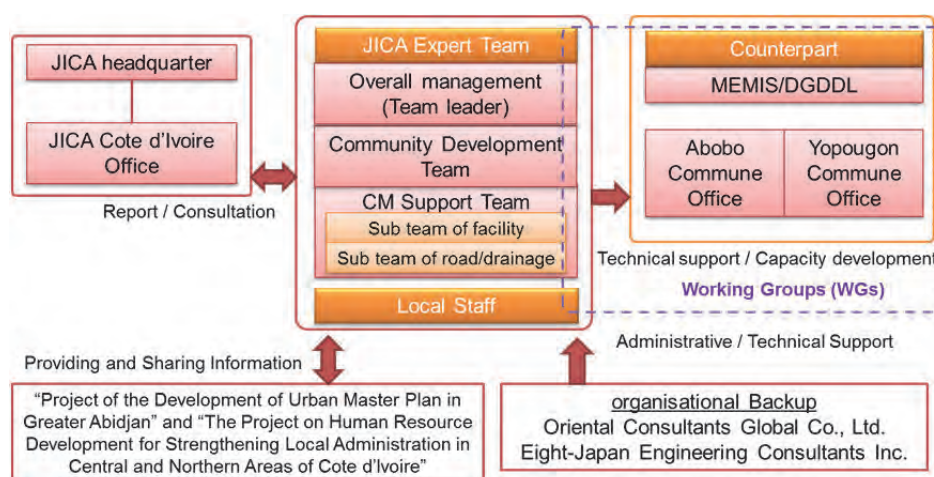 JICA headquarter
JICA Cote d'Ivoire
Office
Report / Consultation
JICA Expert Team
Overall management
(Team leader)
Community Development
Team
CM Support Team
Sub team of facility
Sub team of road/drainage
Local Staff
Counterpart
MEMIS/DGDDL
Abobo
Commune
Office
Yopougon
Commune
Office
Technical support / Capacity development
Working Groups (WGs)
Administrative / Technical Support
Providing and Sharing Information
"Project of the Development of Urban Master Plan in
Greater Abidjan" and "The Project on Human Resource
Development for Strengthening Local Administration in
Central and Northern Areas of Cote d'Ivoire"
organisational Backup
Oriental Consultants Global Co., Ltd.
Eight-Japan Engineering Consultants Inc.